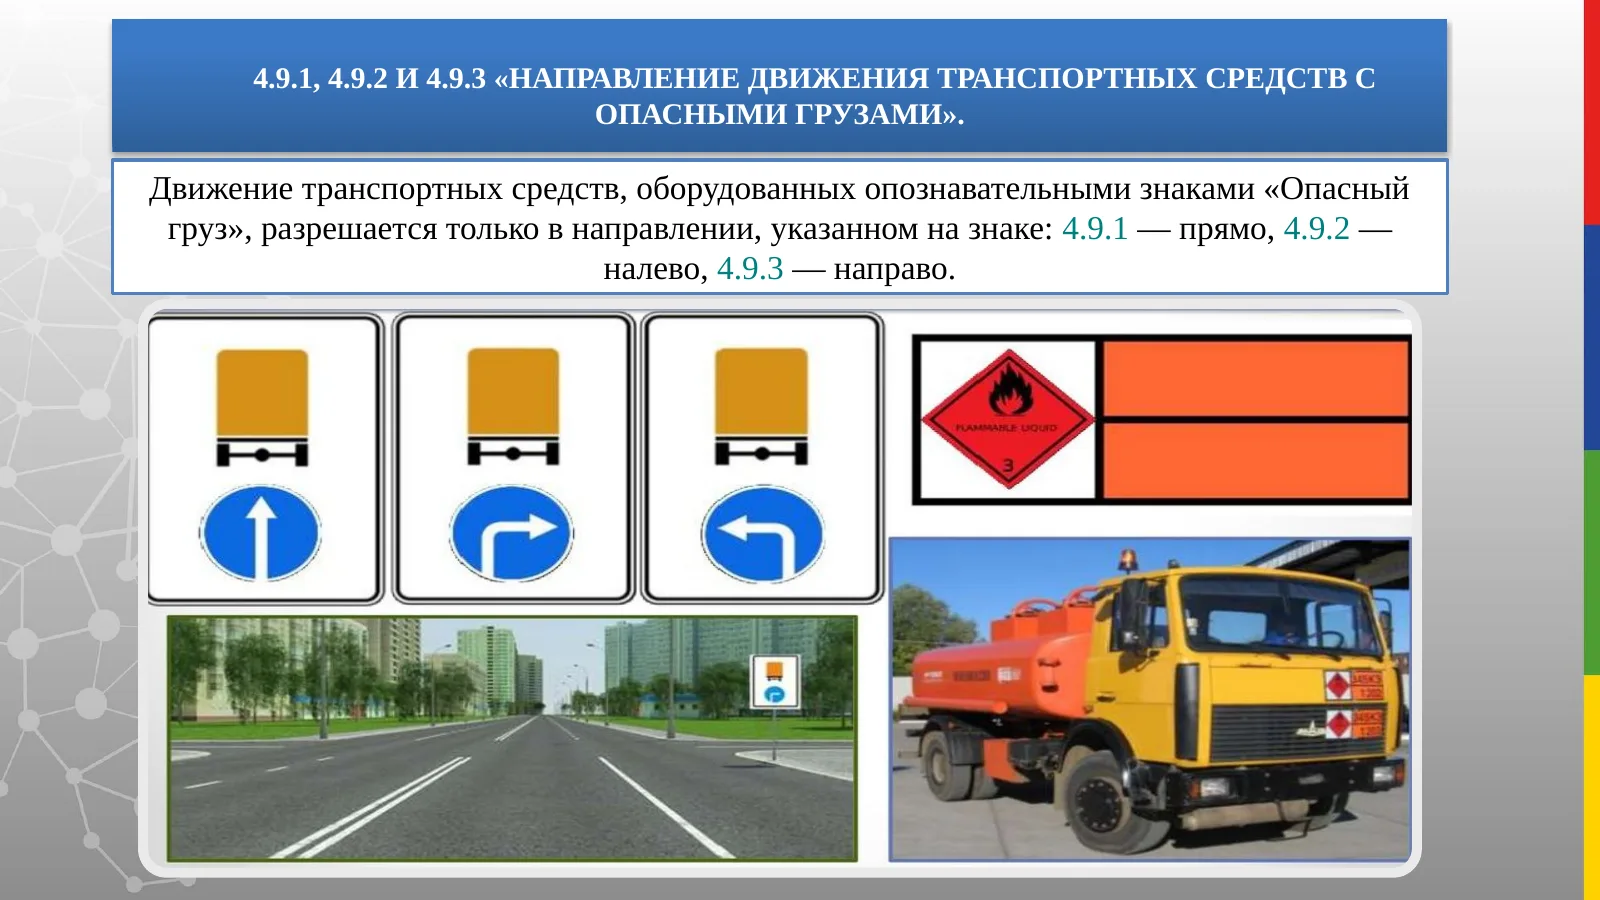 4.9.1, 4.9.2 И 4.9.3 «НАПРАВЛЕНИЕ ДВИЖЕНИЯ ТРАНСПОРТНЫХ СРЕДСТВ С
ОПАСНЫМИ ГРУЗАМИ».
Движение транспортных средств, оборудованных опознавательными знаками «Опасный
груз», разрешается только в направлении, указанном на знаке: 4.9.1 — прямо, 4.9.2 —
налево, 4.9.3 — направо.
FLAMMABLE LIQUID
3